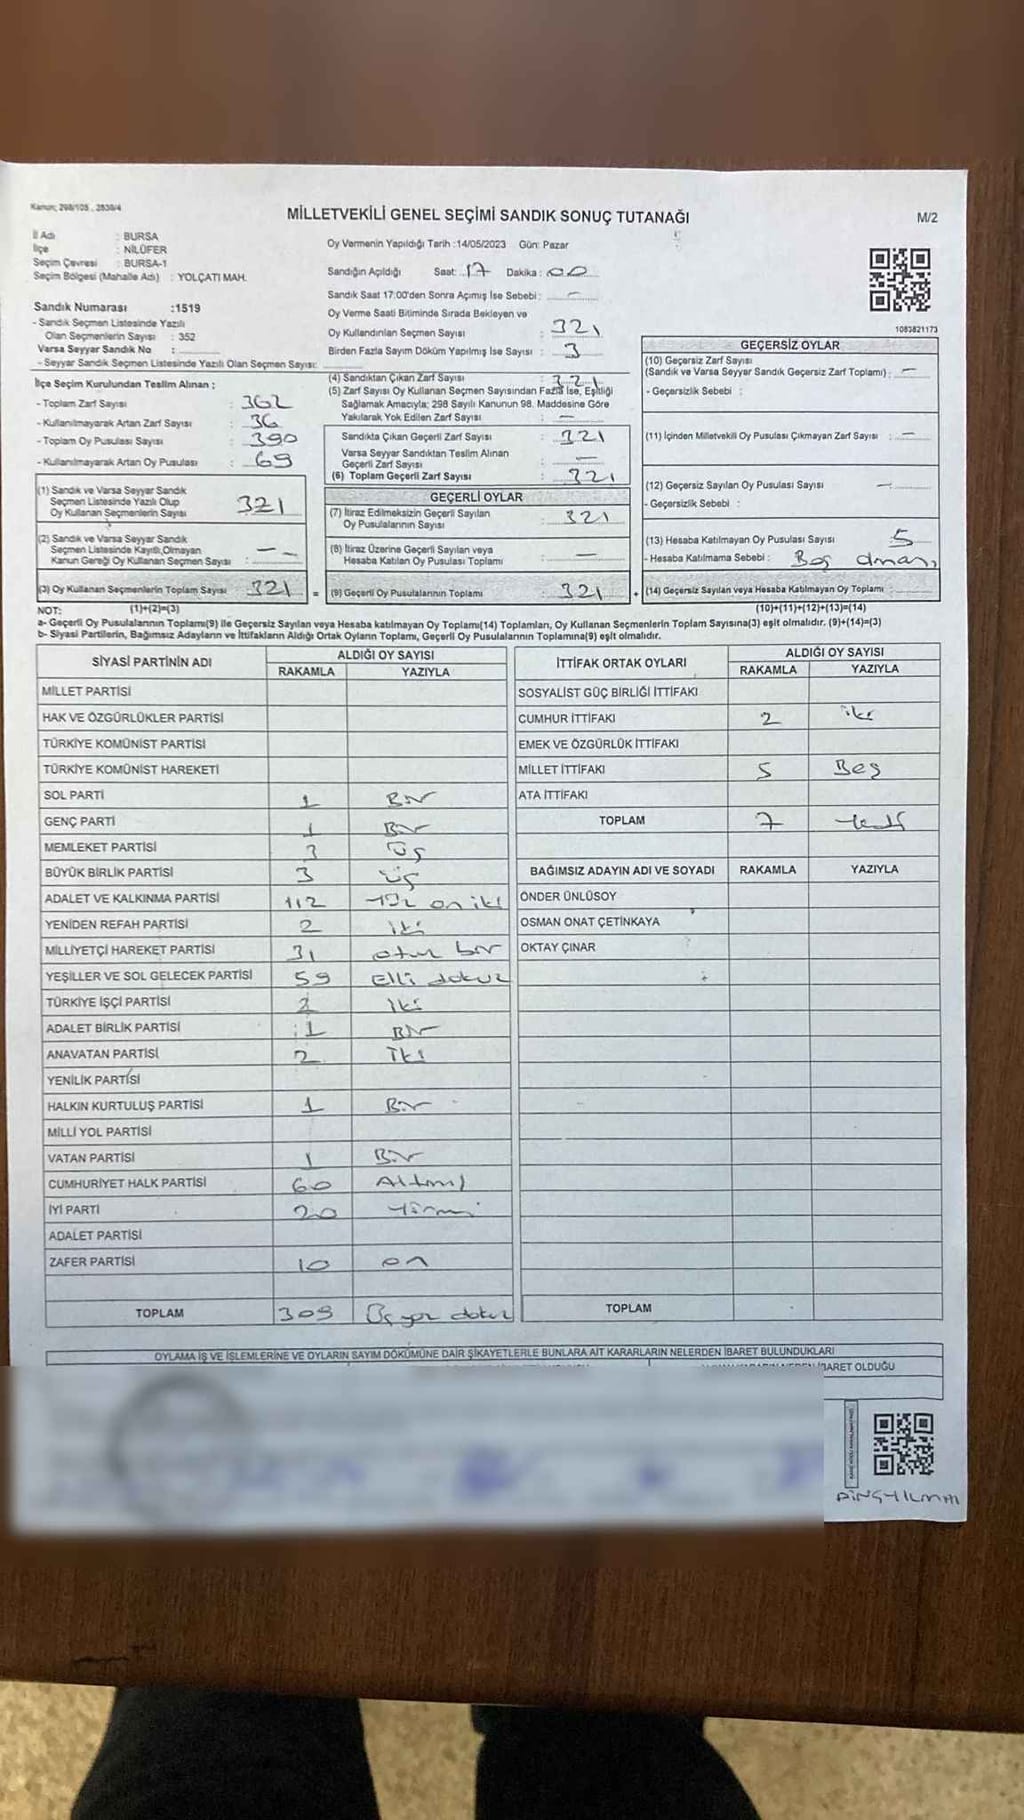 Kanun; 298/105 , 2839/4
MİLLETVEKİLİ GENEL SEÇİMİ SANDIK SONUÇ TUTANAĞI
M/2
İl Adı : BURSA
İlçe : NİLÜFER
Seçim Çevresi : BURSA-1
Seçim Bölgesi (Mahalle Adı) : YOLÇATI MAH.
Sandık Numarası :1519
- Sandık Seçmen Listesinde Yazılı
Olan Seçmenlerin Sayısı : 352
Varsa Seyyar Sandık No :
- Seyyar Sandık Seçmen Listesinde Yazılı Olan Seçmen Sayısı:
Oy Vermenin Yapıldığı Tarih :14/05/2023 Gün: Pazar
Sandığın Açıldığı Saat: 17 Dakika : 00
Sandık Saat 17:00'den Sonra Açımış İse Sebebi : -
Oy Verme Saati Bitiminde Sırada Bekleyen ve
Oy Kullandırılan Seçmen Sayısı : 321
Birden Fazla Sayım Döküm Yapılmış İse Sayısı : 3
1083821173
İlçe Seçim Kurulundan Teslim Alınan ;
- Toplam Zarf Sayısı : 362
- Kullanılmayarak Artan Zarf Sayısı : 36
- Toplam Oy Pusulası Sayısı : 390
- Kullanılmayarak Artan Oy Pusulası : 69
(4) Sandıktan Çıkan Zarf Sayısı : 321
(5) Zarf Sayısı Oy Kullanan Seçmen Sayısından Fazla İse, Eşitliği
Sağlamak Amacıyla; 298 Sayılı Kanunun 98. Maddesine Göre
Yakılarak Yok Edilen Zarf Sayısı : -
Sandıkta Çıkan Geçerli Zarf Sayısı : 321
Varsa Seyyar Sandıktan Teslim Alınan
Geçerli Zarf Sayısı : -
(6) Toplam Geçerli Zarf Sayısı : 321
GEÇERSİZ OYLAR
(10) Geçersiz Zarf Sayısı
(Sandık ve Varsa Seyyar Sandık Geçersiz Zarf Toplamı) : -
- Geçersizlik Sebebi :
(11) İçinden Milletvekili Oy Pusulası Çıkmayan Zarf Sayısı : -
(12) Geçersiz Sayılan Oy Pusulası Sayısı -
- Geçersizlik Sebebi :
(13) Hesaba Katılmayan Oy Pusulası Sayısı 5
- Hesaba Katılmama Sebebi : Boş
(14) Geçersiz Sayılan veya Hesaba Katılmayan Oy Toplamı
(1) Sandık ve Varsa Seyyar Sandık
Seçmen Listesinde Yazılı Olup
Oy Kullanan Seçmenlerin Sayısı 321
(2) Sandık ve Varsa Seyyar Sandık
Seçmen Listesinde Kayıtlı Olmayan
Kanun Gereği Oy Kullanan Seçmen Sayısı : - -
(3) Oy Kullanan Seçmenlerin Toplam Sayısı 321 =
GEÇERLİ OYLAR
(7) İtiraz Edilmeksizin Geçerli Sayılan
Oy Pusulalarının Sayısı : 321
(8) İtiraz Üzerine Geçerli Sayılan veya
Hesaba Katılan Oy Pusulası Toplamı : -
(9) Geçerli Oy Pusulalarının Toplamı : 321 +
NOT: (1)+(2)=(3) (10)+(11)+(12)+(13)=(14)
a- Geçerli Oy Pusulalarının Toplamı(9) ile Geçersiz Sayılan veya Hesaba katılmayan Oy Toplamı(14) Toplamları, Oy Kullanan Seçmenlerin Toplam Sayısına(3) eşit olmalıdır. (9)+(14)=(3)
b- Siyasi Partilerin, Bağımsız Adayların ve İttifakların Aldığı Ortak Oyların Toplamı, Geçerli Oy Pusulalarının Toplamına(9) eşit olmalıdır.
SİYASİ PARTİNİN ADI ALDIĞI OY SAYISI
RAKAMLA YAZIYLA
MİLLET PARTİSİ
HAK VE ÖZGÜRLÜKLER PARTİSİ
TÜRKİYE KOMÜNİST PARTİSİ
TÜRKİYE KOMÜNİST HAREKETİ
SOL PARTİ 1 Bir
GENÇ PARTİ 1 Bir
MEMLEKET PARTİSİ 3 Üç
BÜYÜK BİRLİK PARTİSİ 3 üç
ADALET VE KALKINMA PARTİSİ 112 Yüz on iki
YENİDEN REFAH PARTİSİ 2 iki
MİLLİYETÇİ HAREKET PARTİSİ 31 otuz bir
YEŞİLLER VE SOL GELECEK PARTİSİ 59 Elli dokuz
TÜRKİYE İŞÇİ PARTİSİ 2 iki
ADALET BİRLİK PARTİSİ 1 Bir
ANAVATAN PARTİSİ 2 İki
YENİLİK PARTİSİ
HALKIN KURTULUŞ PARTİSİ 1 Bir
MİLLİ YOL PARTİSİ
VATAN PARTİSİ 1 Bir
CUMHURİYET HALK PARTİSİ 60 Altmış
İYİ PARTİ 20 Yirmi
ADALET PARTİSİ
ZAFER PARTİSİ 10 on
TOPLAM 309 Üç yüz dokuz
İTTİFAK ORTAK OYLARI ALDIĞI OY SAYISI
RAKAMLA YAZIYLA
SOSYALİST GÜÇ BİRLİĞİ İTTİFAKI
CUMHUR İTTİFAKI 2 iki
EMEK VE ÖZGÜRLÜK İTTİFAKI
MİLLET İTTİFAKI 5 Beş
ATA İTTİFAKI
TOPLAM 7 Yedi
BAĞIMSIZ ADAYIN ADI VE SOYADI RAKAMLA YAZIYLA
ÖNDER ÜNLÜSOY
OSMAN ONAT ÇETİNKAYA
OKTAY ÇINAR
TOPLAM
OYLAMA İŞ VE İŞLEMLERİNE VE OYLARIN SAYIM DÖKÜMÜNE DAİR ŞİKAYETLERLE BUNLARA AİT KARARLARIN NELERDEN İBARET BULUNDUKLARI
İBARET OLDUĞU